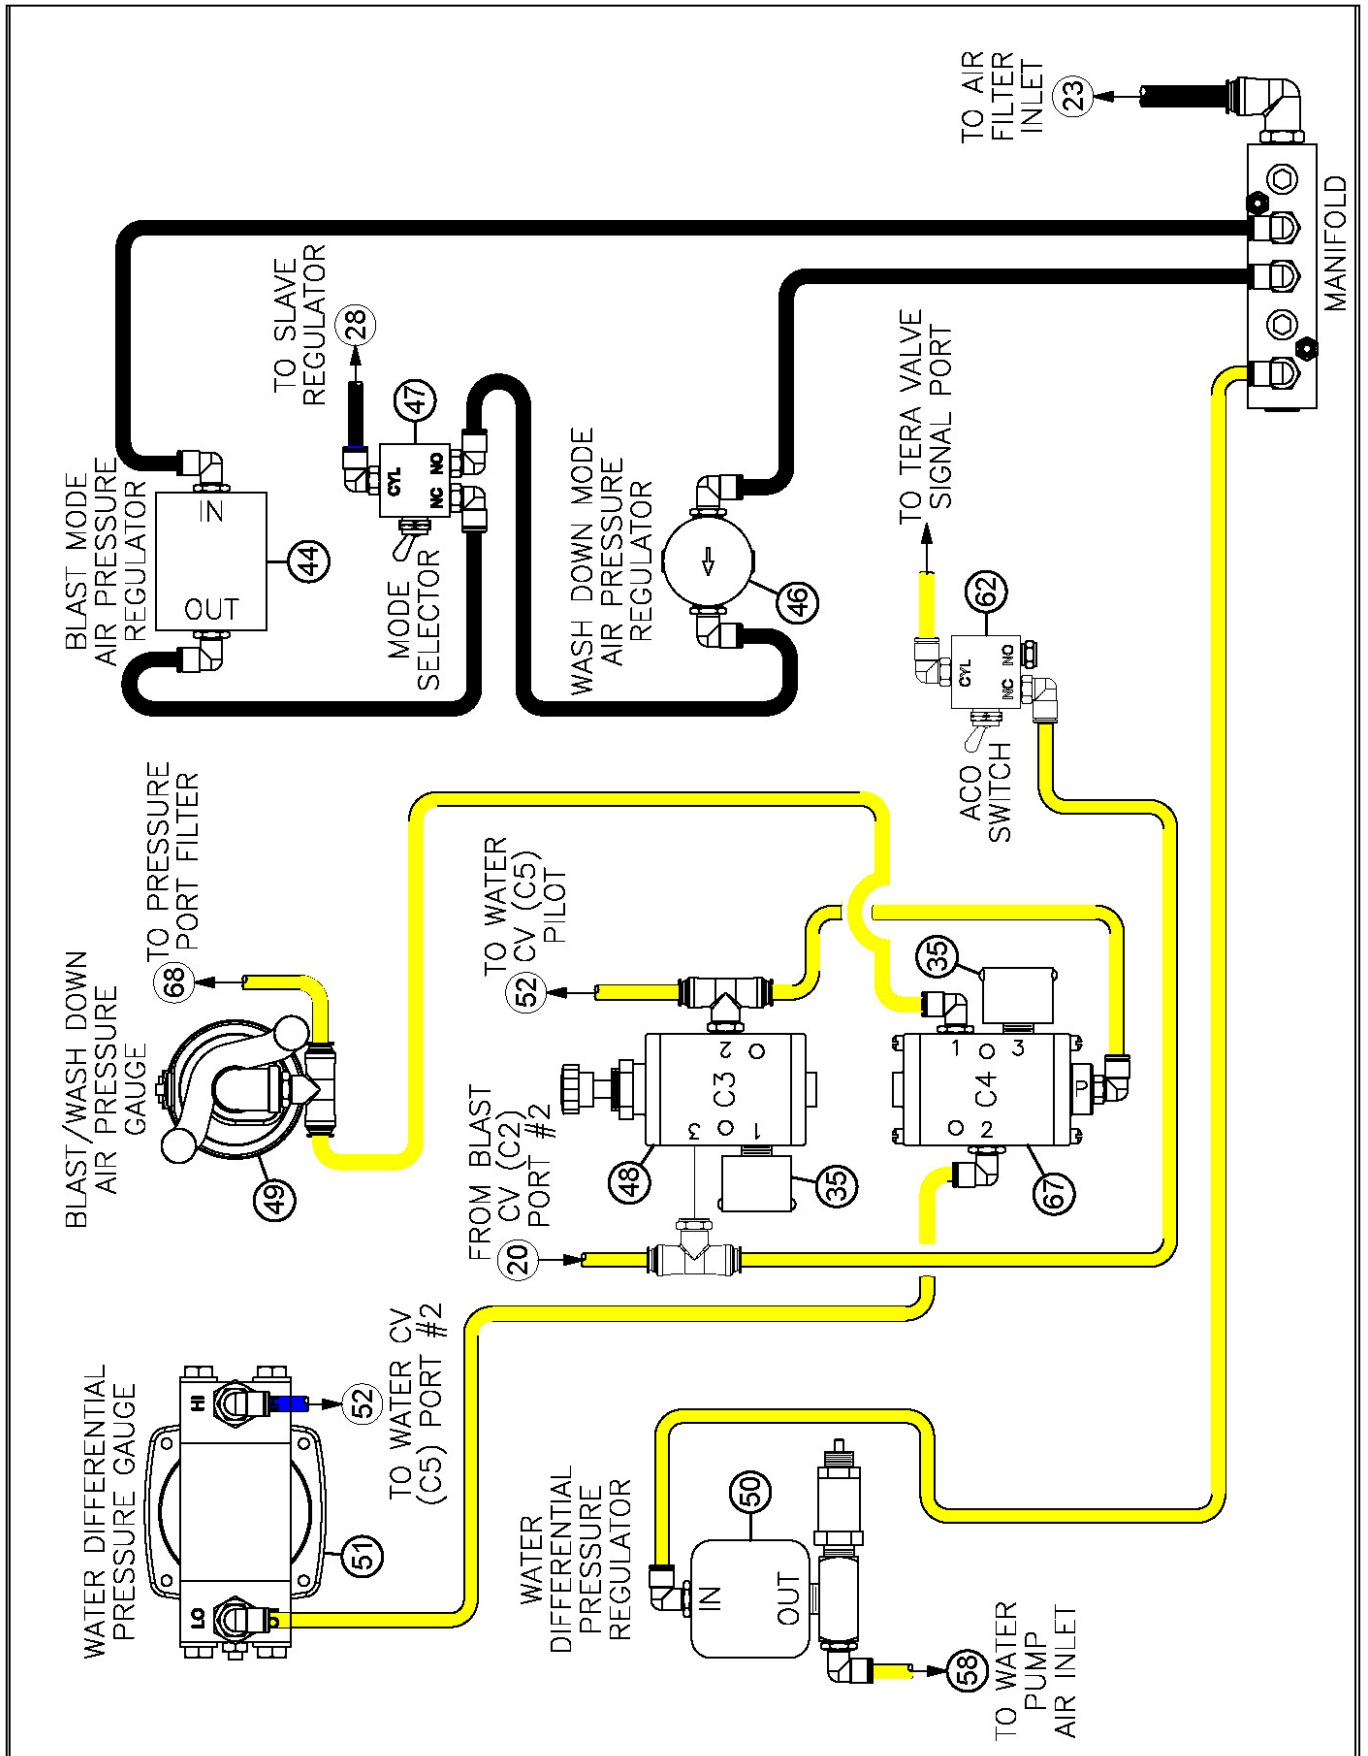 WATER DIFFERENTIAL
PRESSURE GAUGE
LO
HI
51
52
TO WATER CV
(C5) PORT #2
BLAST/WASH DOWN
AIR PRESSURE
GAUGE
49
68
TO PRESSURE
PORT FILTER
BLAST MODE
AIR PRESSURE
REGULATOR
OUT
IN
44
TO SLAVE
REGULATOR
28
MODE
SELECTOR
CYL
NC
NO
47
WATER
DIFFERENTIAL
PRESSURE
REGULATOR
IN
OUT
50
58
TO WATER
PUMP
AIR INLET
FROM BLAST
CV (C2)
PORT #2
20
TO WATER
CV (C5)
PILOT
52
48
3
2
C3
1
35
WASH DOWN MODE
AIR PRESSURE
REGULATOR
46
35
1
3
C4
2
P
67
TO TERA VALVE
SIGNAL PORT
ACO
SWITCH
CYL
NC
NO
62
TO AIR
FILTER
INLET
23
MANIFOLD